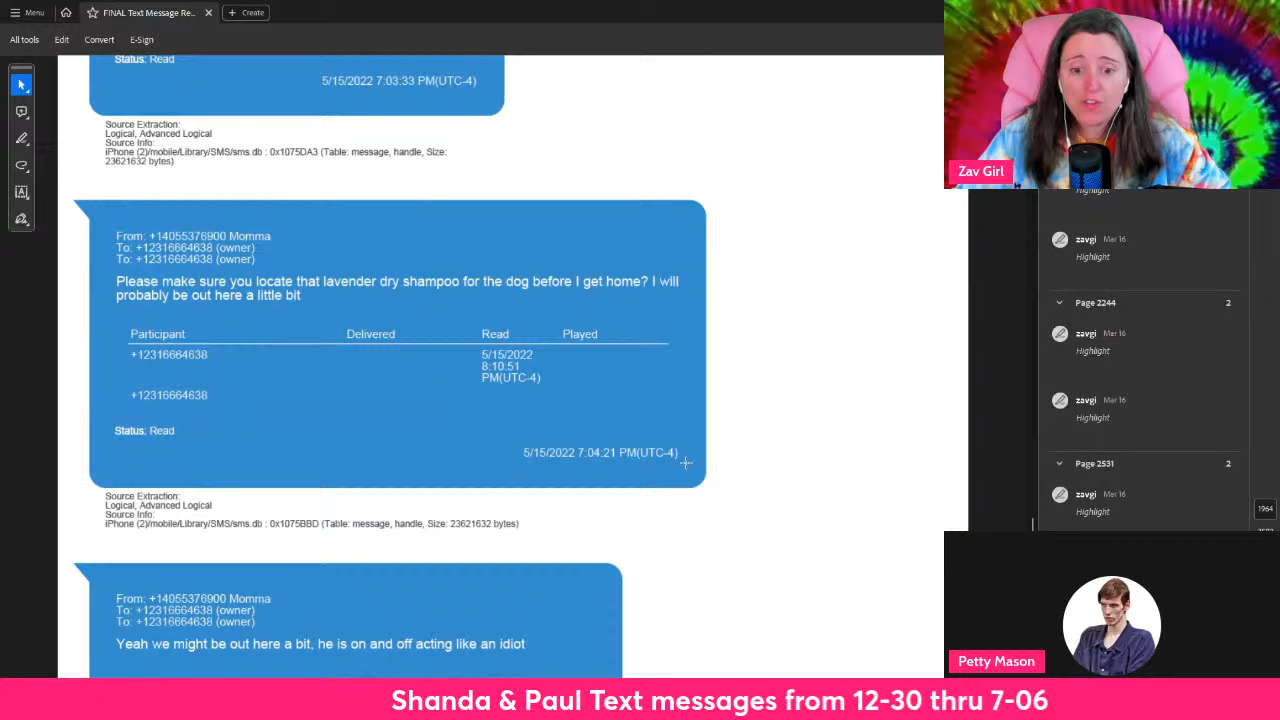 Menu
FINAL Text Message Re...
Create
All tools
Edit
Convert
E-Sign
Status: Read
5/15/2022 7:03:33 PM(UTC-4)
Source Extraction:
Logical, Advanced Logical
Source Info:
iPhone (2)/mobile/Library/SMS/sms.db : 0x1075DA3 (Table: message, handle, Size:
23621632 bytes)
From: +14055376900 Momma
To: +12316664638 (owner)
To: +12316664638 (owner)
Please make sure you locate that lavender dry shampoo for the dog before I get home? I will
probably be out here a little bit
Participant Delivered Read Played
+12316664638 5/15/2022
8:10:51
PM(UTC-4)
+12316664638
Status: Read
5/15/2022 7:04:21 PM(UTC-4)
Source Extraction:
Logical, Advanced Logical
Source Info:
iPhone (2)/mobile/Library/SMS/sms.db : 0x1075BBD (Table: message, handle, Size: 23621632 bytes)
From: +14055376900 Momma
To: +12316664638 (owner)
To: +12316664638 (owner)
Yeah we might be out here a bit, he is on and off acting like an idiot
Zav Girl
Highlight
zavgi Mar 16
Highlight
Page 2244 2
zavgi Mar 16
Highlight
zavgi Mar 16
Highlight
Page 2531 2
zavgi Mar 16
Highlight
1964
Petty Mason
Shanda & Paul Text messages from 12-30 thru 7-06